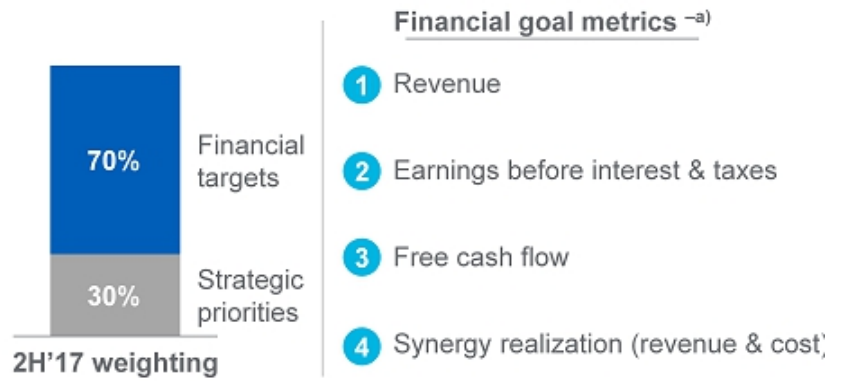 Financial goal metrics –a)
70%
Financial
targets
30%
Strategic
priorities
2H'17 weighting
1 Revenue
2 Earnings before interest & taxes
3 Free cash flow
4 Synergy realization (revenue & cost)